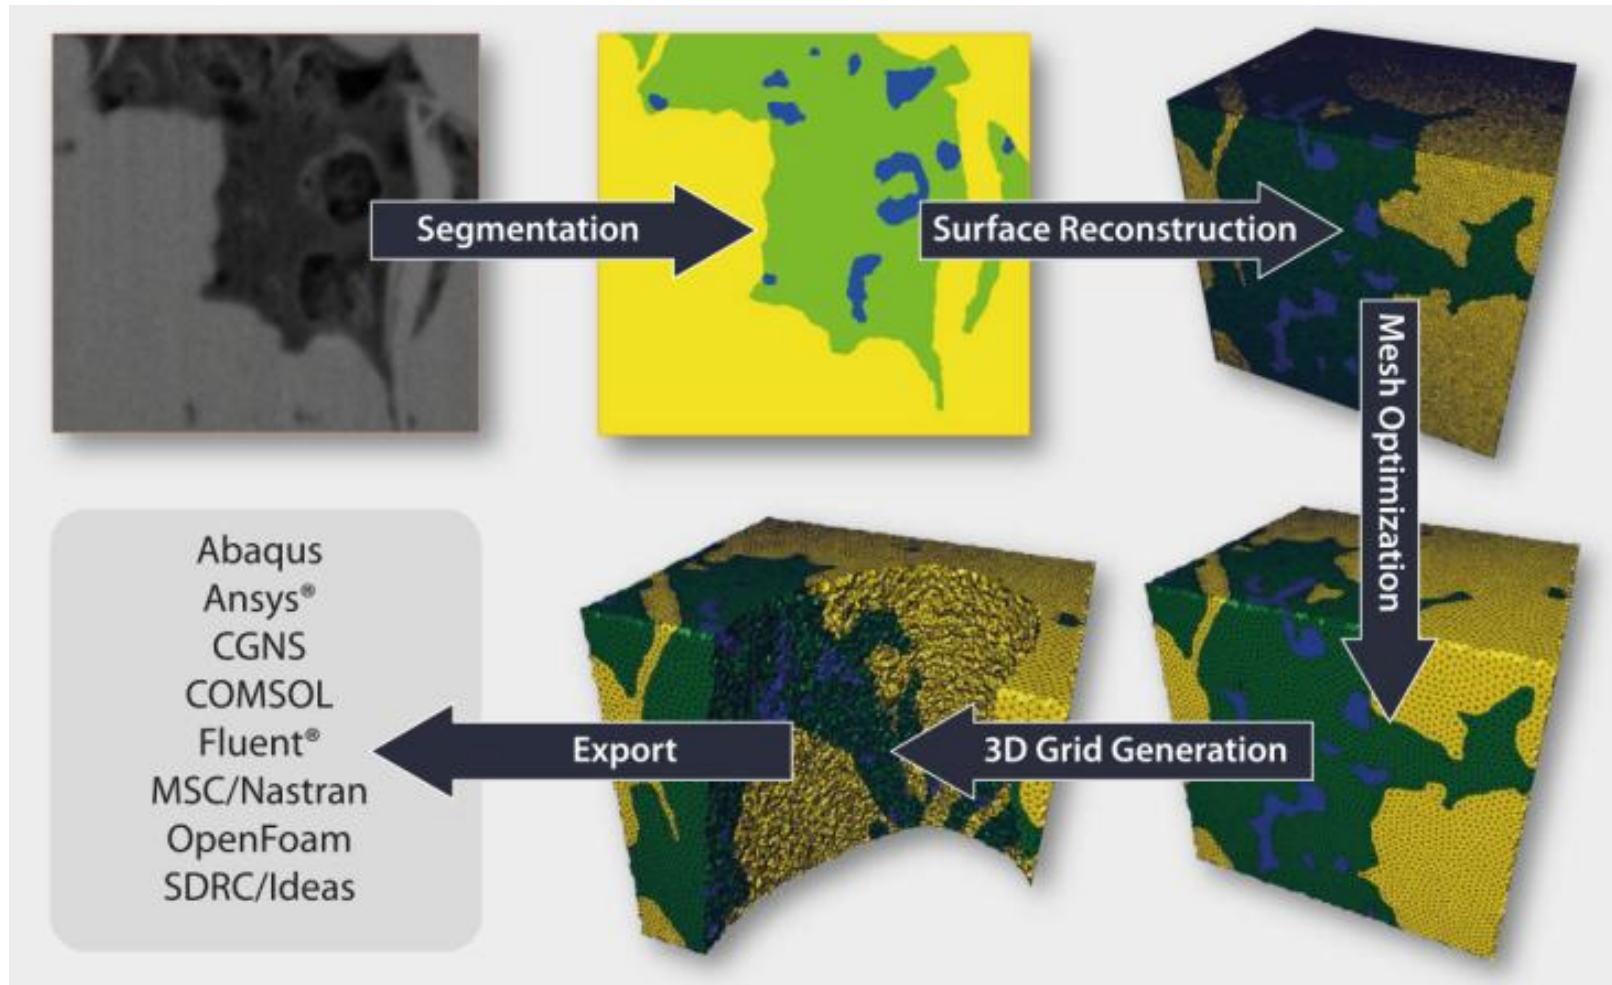 Segmentation
Surface Reconstruction
Mesh Optimization
3D Grid Generation
Export
Abaqus
Ansys®
CGNS
COMSOL
Fluent®
MSC/Nastran
OpenFoam
SDRC/Ideas